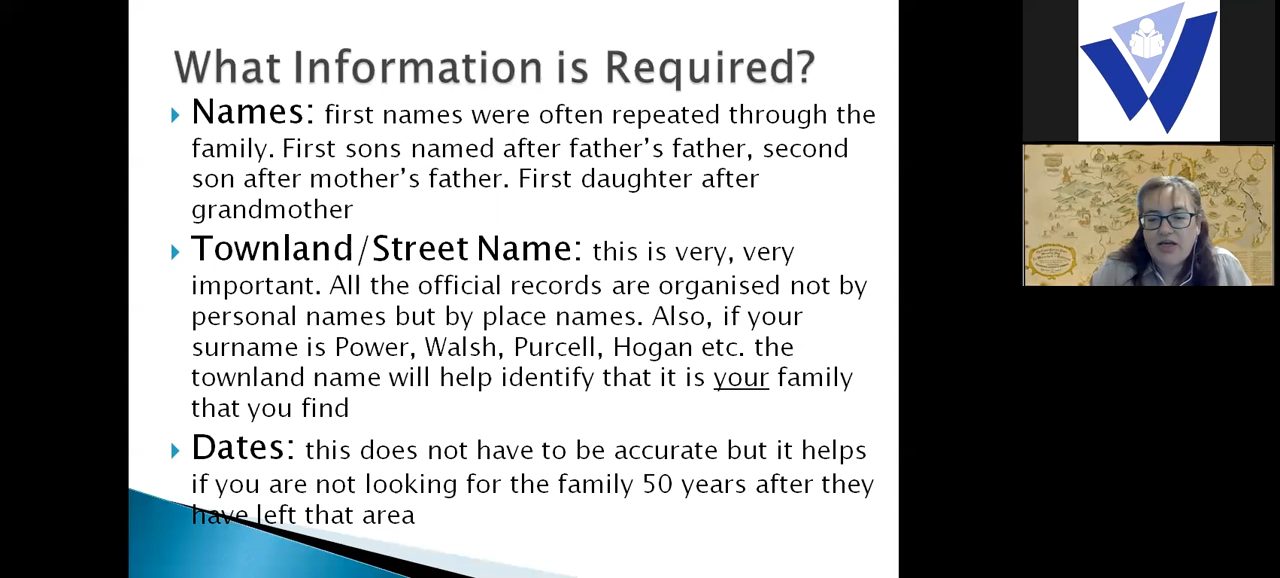 What Information is Required?
Names: first names were often repeated through the
family. First sons named after father's father, second
son after mother's father. First daughter after
grandmother
Townland/Street Name: this is very, very
important. All the official records are organised not by
personal names but by place names. Also, if your
surname is Power, Walsh, Purcell, Hogan etc. the
townland name will help identify that it is your family
that you find
Dates: this does not have to be accurate but it helps
if you are not looking for the family 50 years after they
have left that area